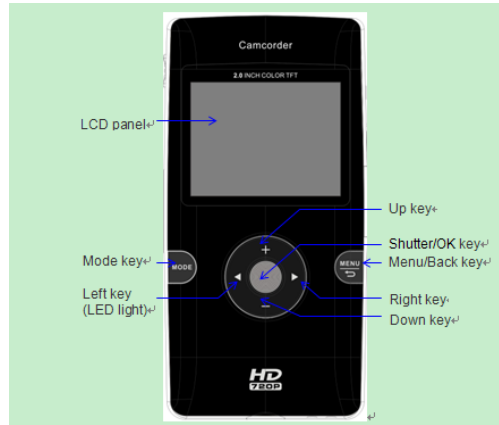 Camcorder
2.0 INCH COLOR TFT
LCD panel
Up key
Shutter/OK key
Mode key
MODE
MENU
Menu/Back key
Left key
(LED light)
Right key
Down key
HD
720P